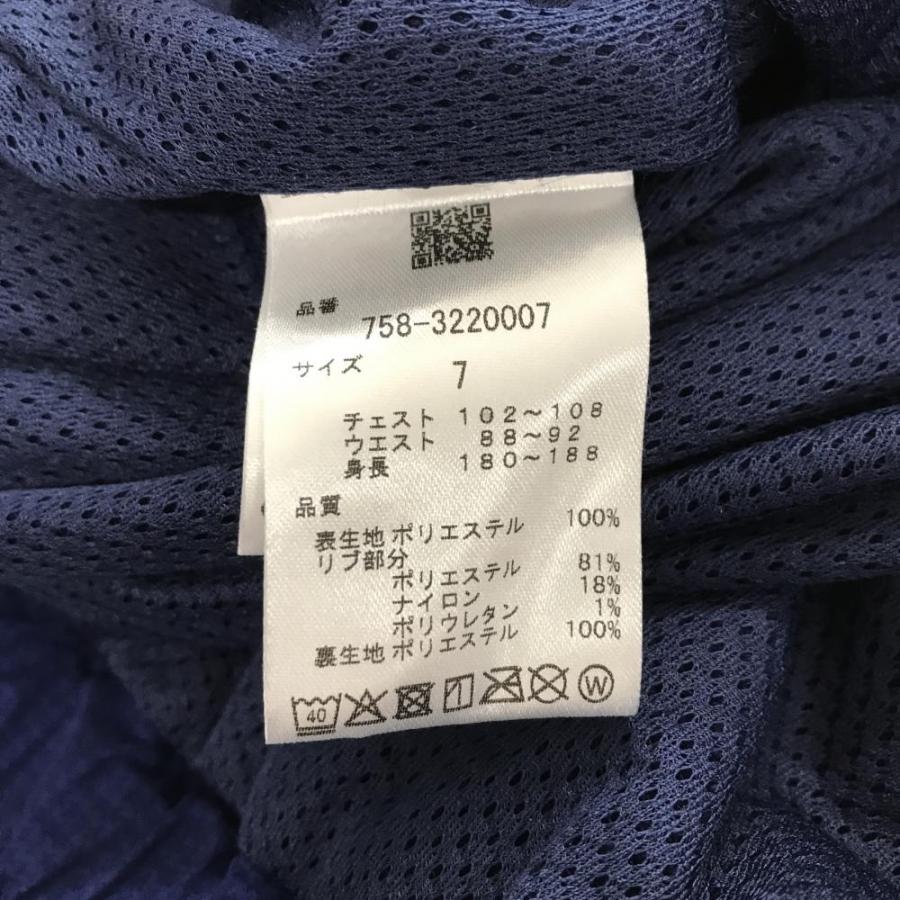 品番
758-3220007
サイズ 7
チェスト 102〜108
ウエスト 88〜92
身長 180〜188
品質
表生地 ポリエステル 100%
リブ部分
ポリエステル 81%
ナイロン 18%
ポリウレタン 1%
裏生地 ポリエステル 100%
40 W